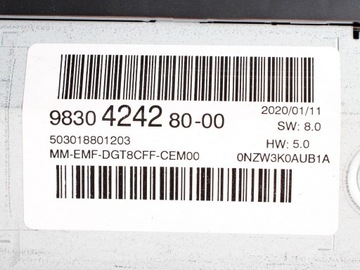 9830 4242 80-00
2020/01/11
SW: 8.0
503018801203
HW: 5.0
MM-EMF-DGT8CFF-CEM00
0NZW3K0AUB1A